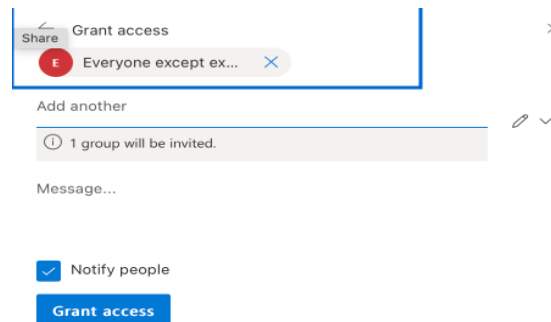 Grant access
Share
E Everyone except ex...
Add another
1 group will be invited.
Message...
Notify people
Grant access